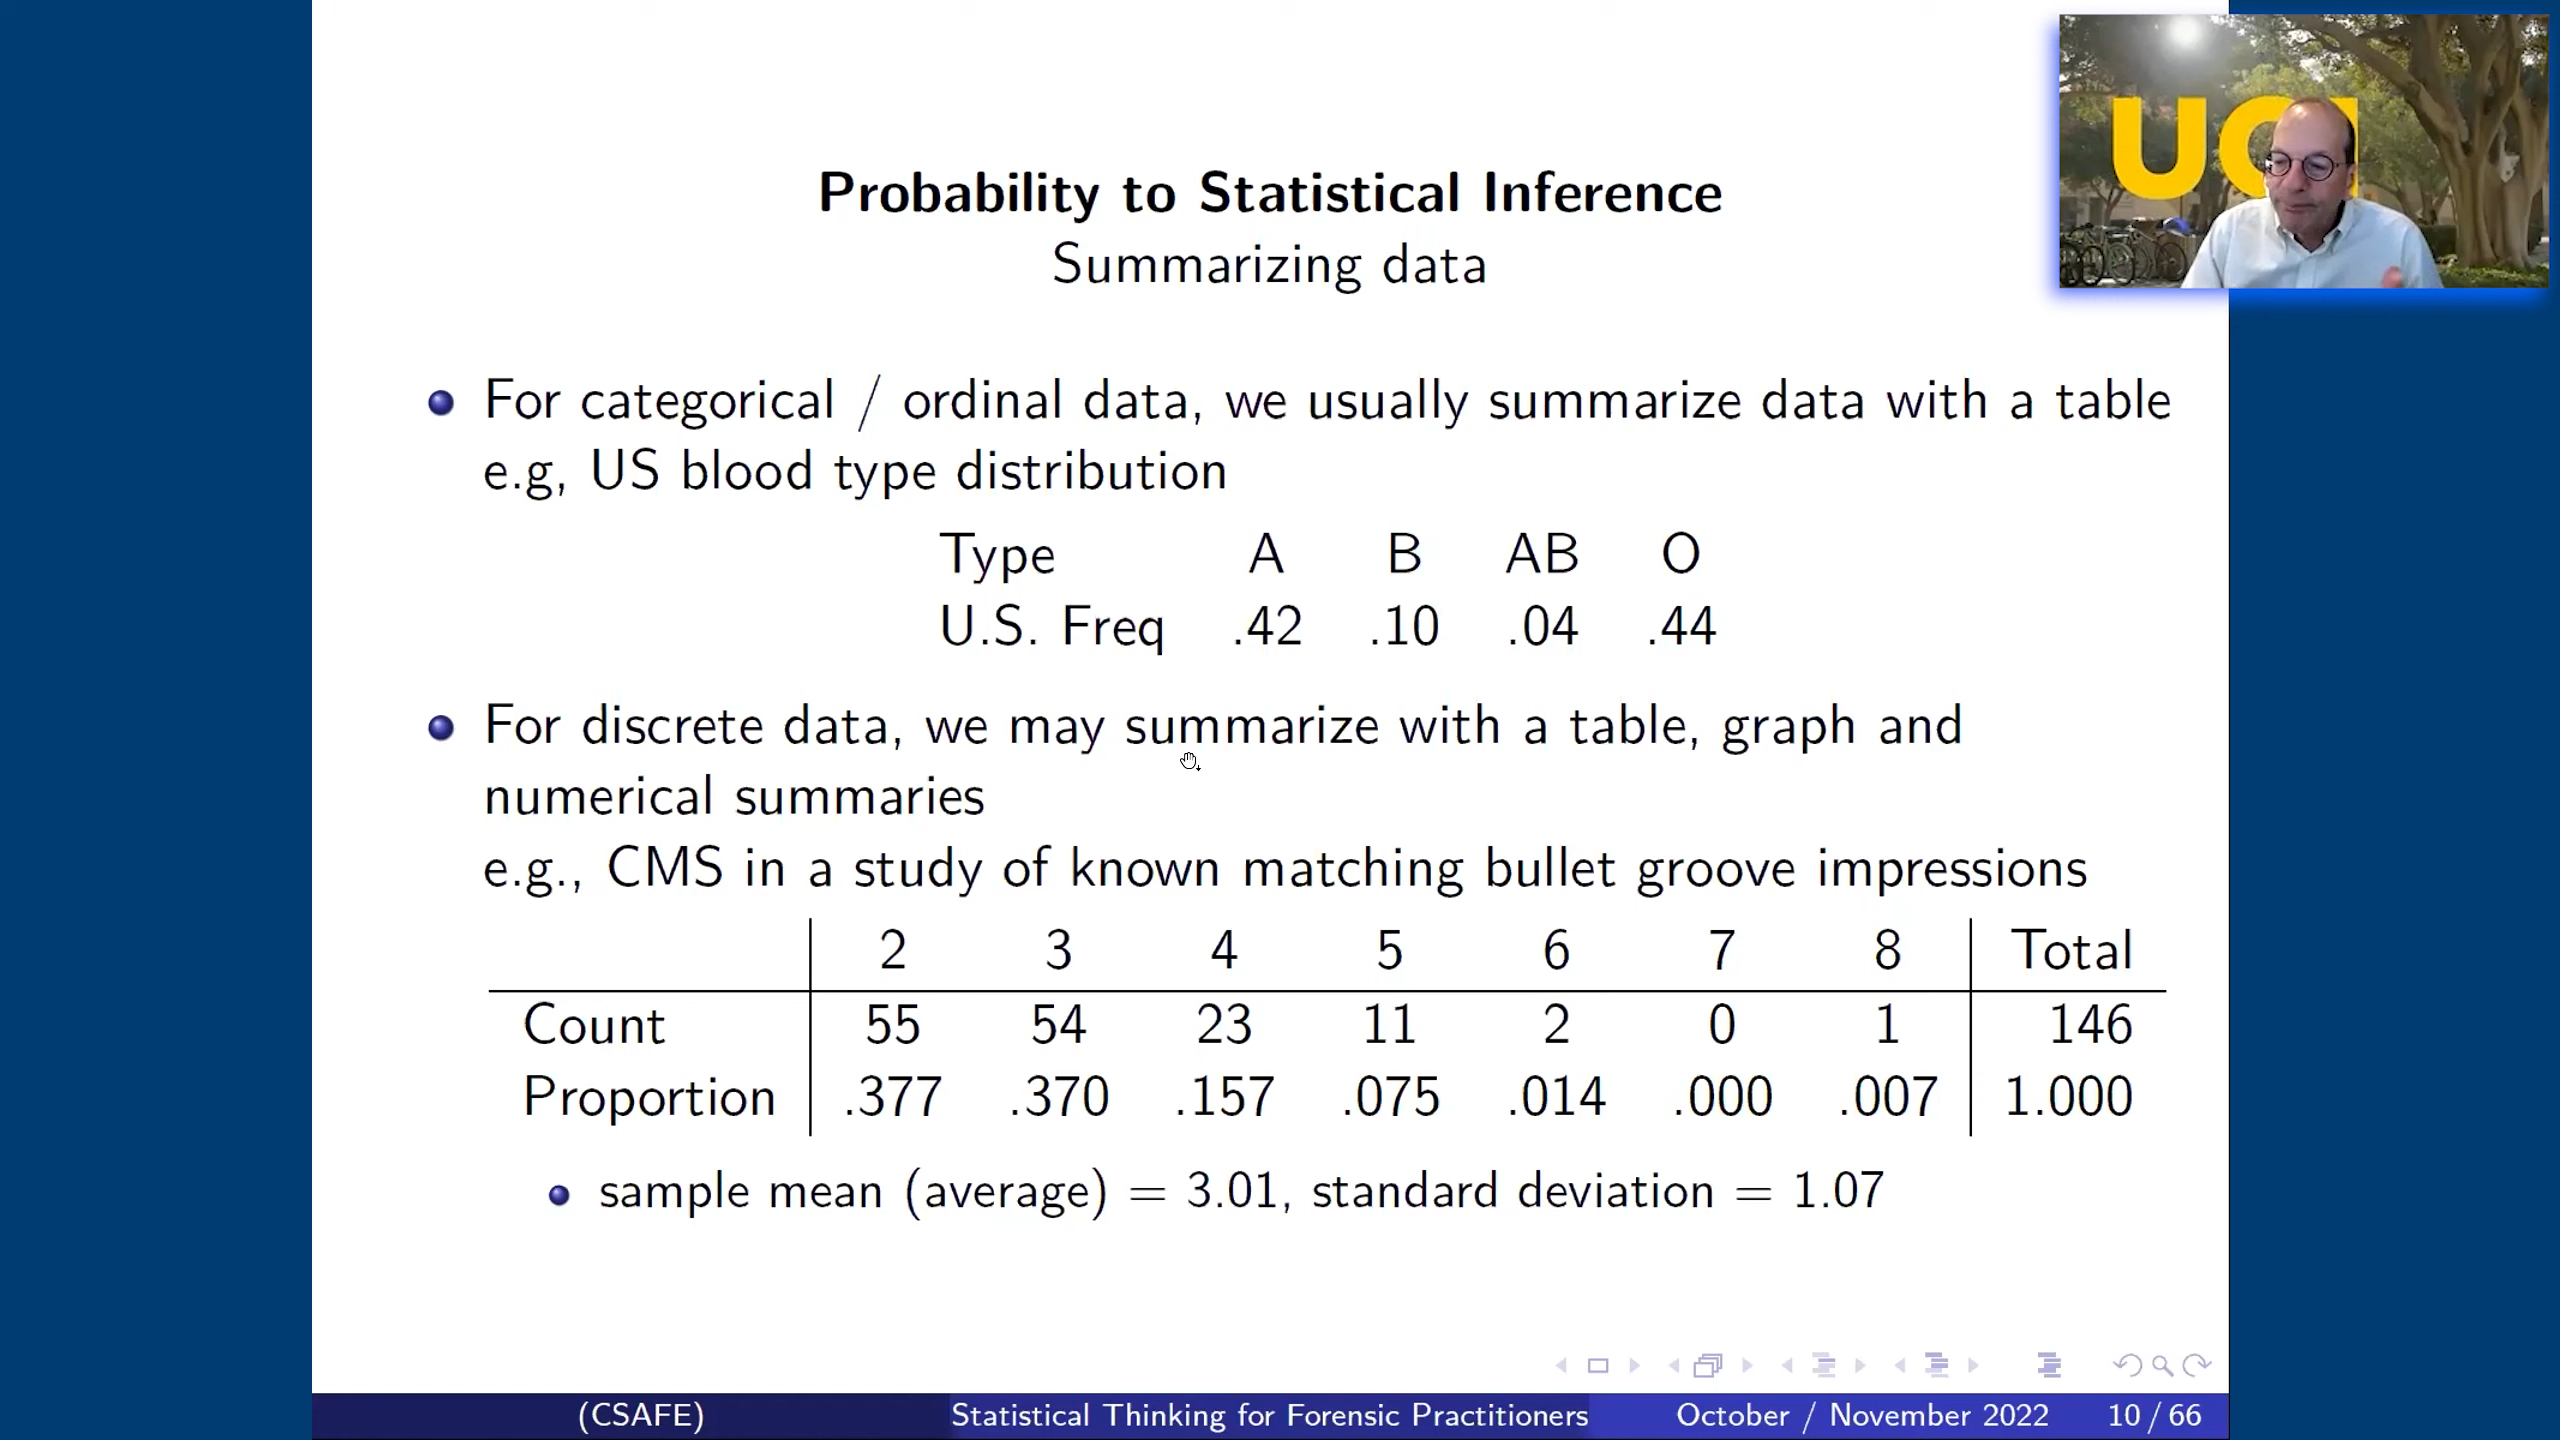 Probability to Statistical Inference
Summarizing data
UCI
For categorical / ordinal data, we usually summarize data with a table
e.g, US blood type distribution
Type A B AB O
U.S. Freq .42 .10 .04 .44
For discrete data, we may summarize with a table, graph and
numerical summaries
e.g., CMS in a study of known matching bullet groove impressions
2 3 4 5 6 7 8 Total
Count 55 54 23 11 2 0 1 146
Proportion .377 .370 .157 .075 .014 .000 .007 1.000
sample mean (average) = 3.01, standard deviation = 1.07
(CSAFE) Statistical Thinking for Forensic Practitioners October / November 2022 10 / 66